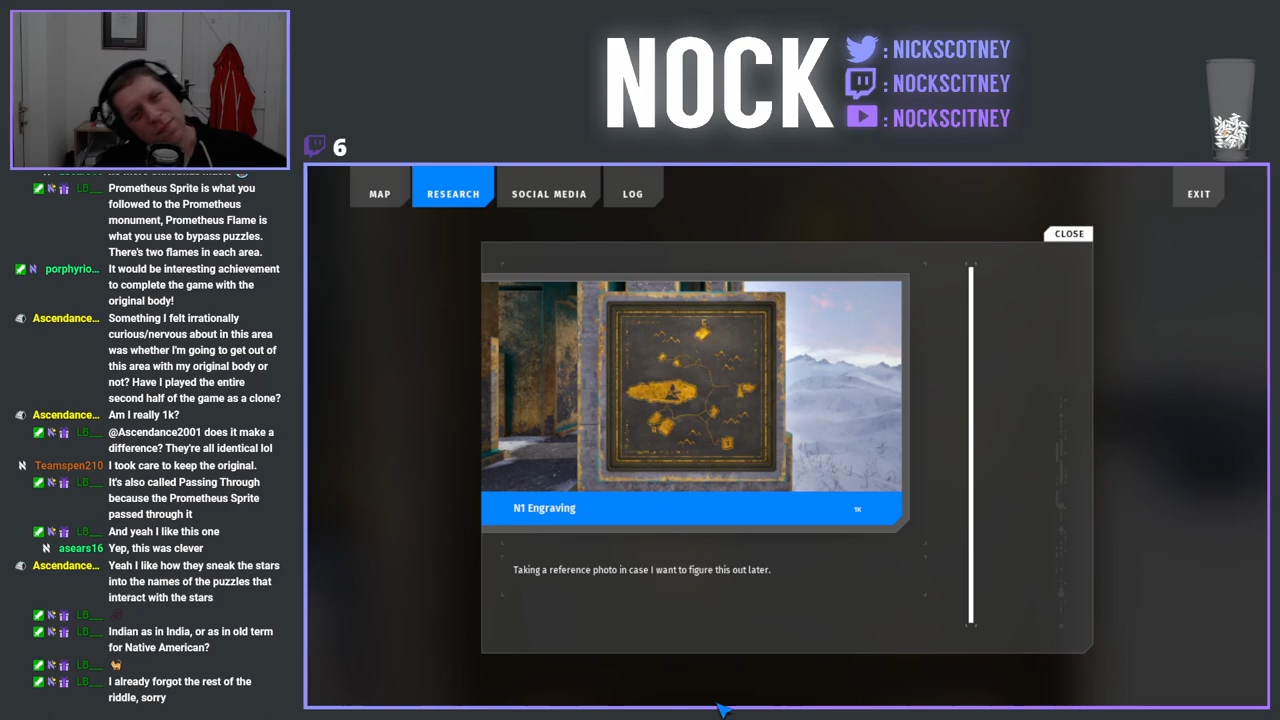 NOCK
: NICKSCOTNEY
: NOCKSCITNEY
: NOCKSCITNEY
6
LB__ Prometheus Sprite is what you
followed to the Prometheus
monument, Prometheus Flame is
what you use to bypass puzzles.
There's two flames in each area.
porphyrio... It would be interesting achievement
to complete the game with the
original body!
Ascendance... Something I felt irrationally
curious/nervous about in this area
was whether I'm going to get out of
this area with my original body or
not? Have I played the entire
second half of the game as a clone?
Ascendance... Am I really 1k?
LB__ @Ascendance2001 does it make a
difference? They're all identical lol
Teamspen210 I took care to keep the original.
LB__ It's also called Passing Through
because the Prometheus Sprite
passed through it
LB__ And yeah I like this one
asears16 Yep, this was clever
Ascendance... Yeah I like how they sneak the stars
into the names of the puzzles that
interact with the stars
LB__
LB__ Indian as in India, or as in old term
for Native American?
LB__
LB__ I already forgot the rest of the
riddle, sorry
MAP
RESEARCH
SOCIAL MEDIA
LOG
EXIT
CLOSE
N1 Engraving
1K
Taking a reference photo in case I want to figure this out later.